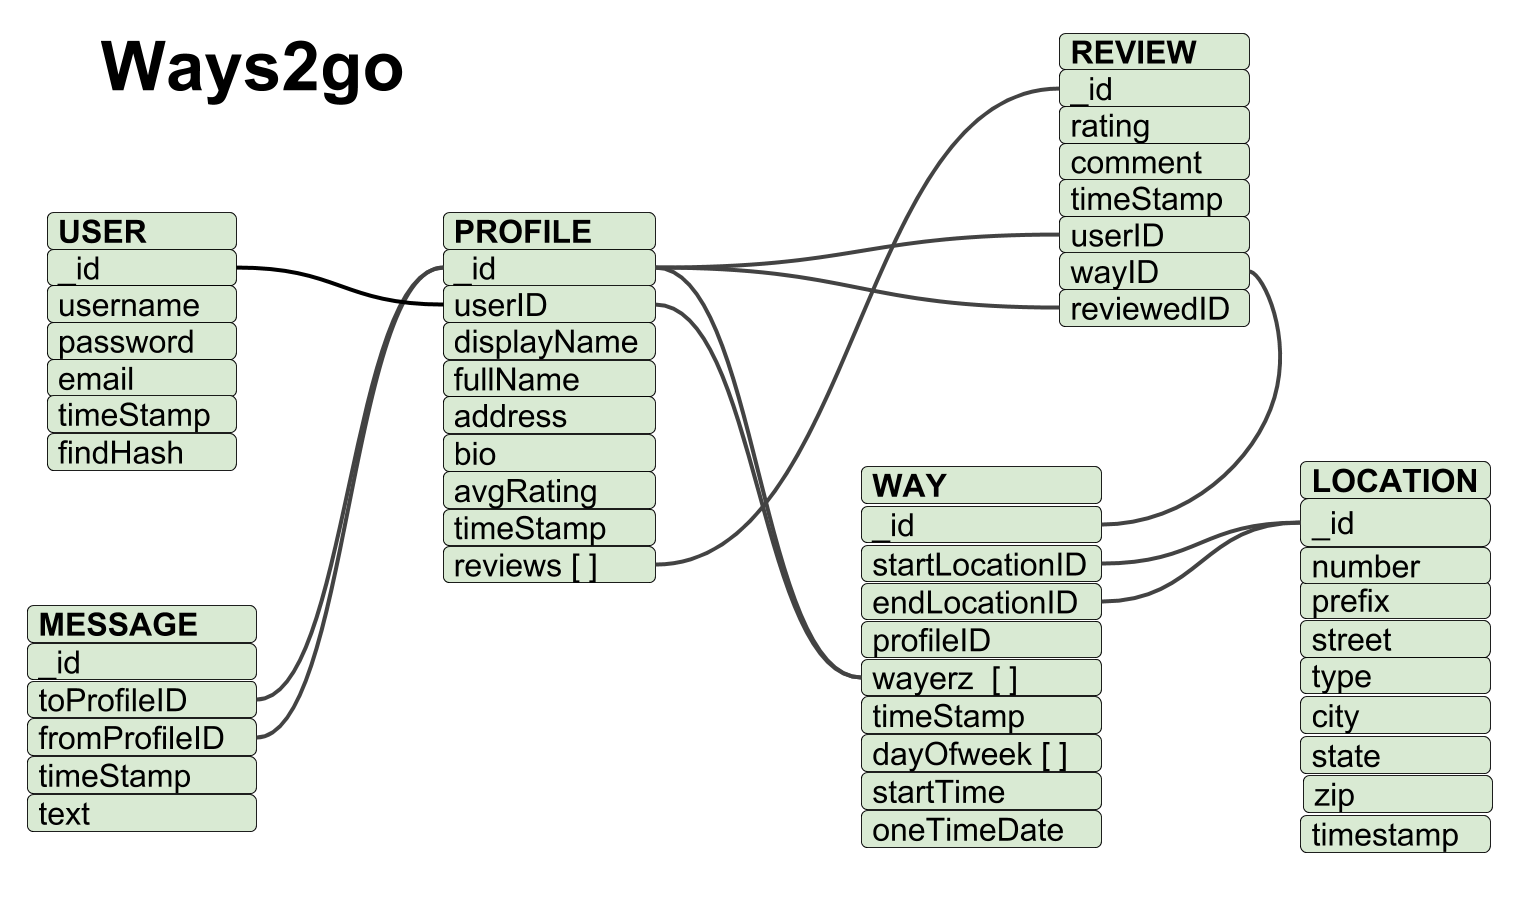 Ways2go
USER
_id
username
password
email
timeStamp
findHash
MESSAGE
_id
toProfileID
fromProfileID
timeStamp
text
PROFILE
_id
userID
displayName
fullName
address
bio
avgRating
timeStamp
reviews [ ]
REVIEW
_id
rating
comment
timeStamp
userID
wayID
reviewedID
WAY
_id
startLocationID
endLocationID
profileID
wayerz [ ]
timeStamp
dayOfweek [ ]
startTime
oneTimeDate
LOCATION
_id
number
prefix
street
type
city
state
zip
timestamp